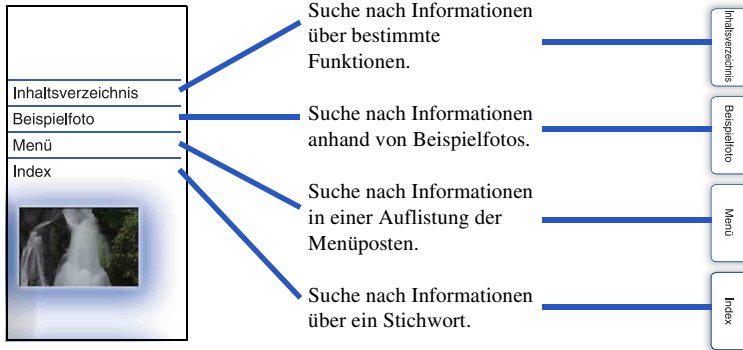 Inhaltsverzeichnis
Beispielfoto
Menü
Index
Suche nach Informationen
über bestimmte
Funktionen.
Suche nach Informationen
anhand von Beispielfotos.
Suche nach Informationen
in einer Auflistung der
Menüposten.
Suche nach Informationen
über ein Stichwort.
Inhaltsverzeichnis
Beispielfoto
Menü
Index